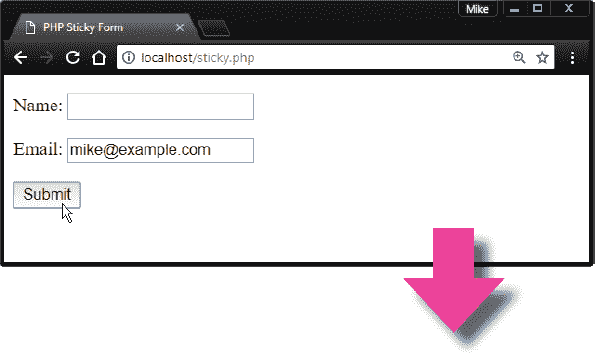 Mike
PHP Sticky Form
localhost/sticky.php
Name:
Email: mike@example.com
Submit